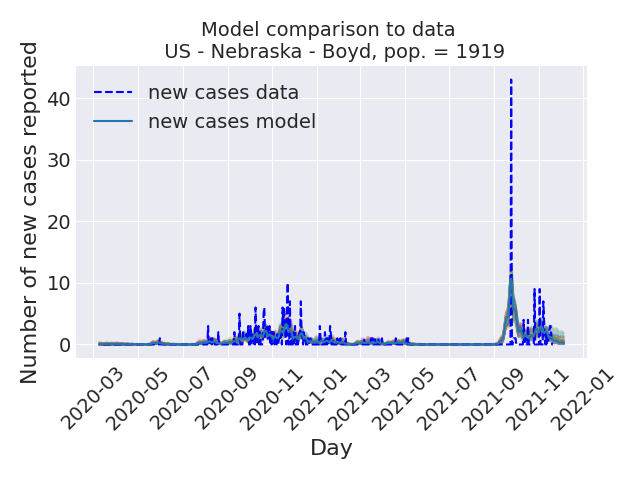 Model comparison to data
US - Nebraska - Boyd, pop. = 1919
Number of new cases reported
40
30
20
10
0
new cases data
new cases model
2020-03
2020-05
2020-07
2020-09
2020-11
2021-01
2021-03
2021-05
2021-07
2021-09
2021-11
2022-01
Day